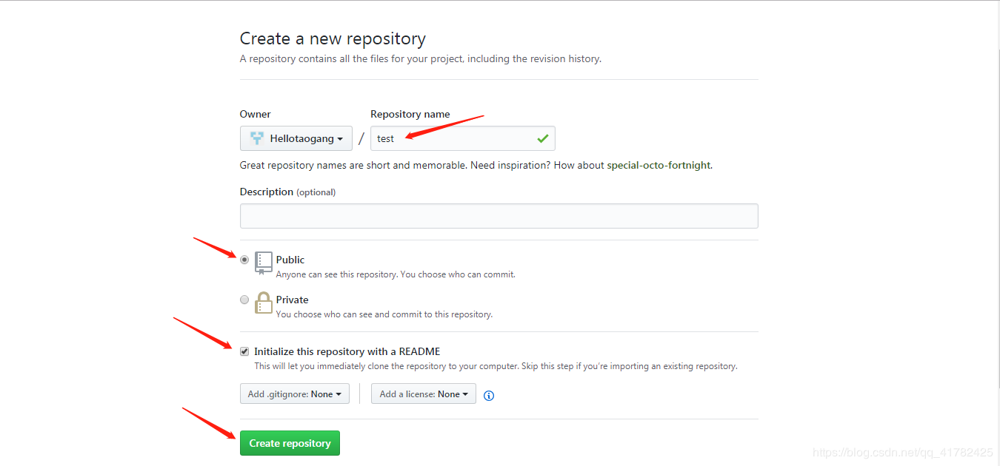 Create a new repository
A repository contains all the files for your project, including the revision history.
Owner
Repository name
Hellotaogang / test
Great repository names are short and memorable. Need inspiration? How about special-octo-fortnight.
Description (optional)
Public
Anyone can see this repository. You choose who can commit.
Private
You choose who can see and commit to this repository.
Initialize this repository with a README
This will let you immediately clone the repository to your computer. Skip this step if you’re importing an existing repository.
Add .gitignore: None
Add a license: None
Create repository
https://blog.csdn.net/qq_41782425